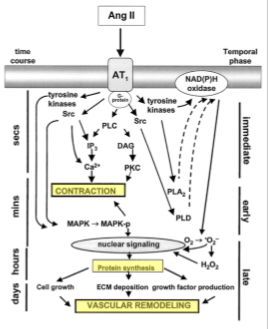 Ang II
time
course
Temporal
phase
NAD(P)H
oxidase
AT1
G-
protein
tyrosine
kinases
Src
Src
tyrosine
kinases
PLC
IP3
DAG
Ca2+
PKC
PLA2
PLD
CONTRACTION
MAPK → MAPK-p
nuclear signaling
O2 → ·O2−
H2O2
Protein synthesis
Cell growth
ECM deposition
growth factor production
VASCULAR REMODELING
secs
mins
hours
days
immediate
early
late